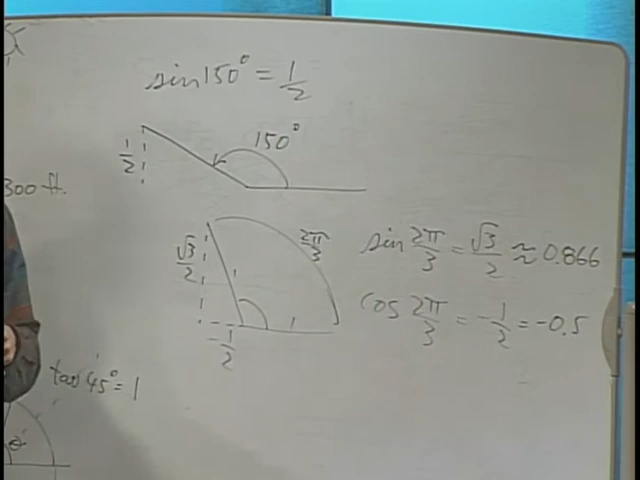 sin 150° = 1/2
150°
1/2
300 ft.
2π/3
√3/2
sin 2π/3 = √3/2 ≈ 0.866
1
1
cos 2π/3 = -1/2 = -0.5
-1/2
tan 45° = 1